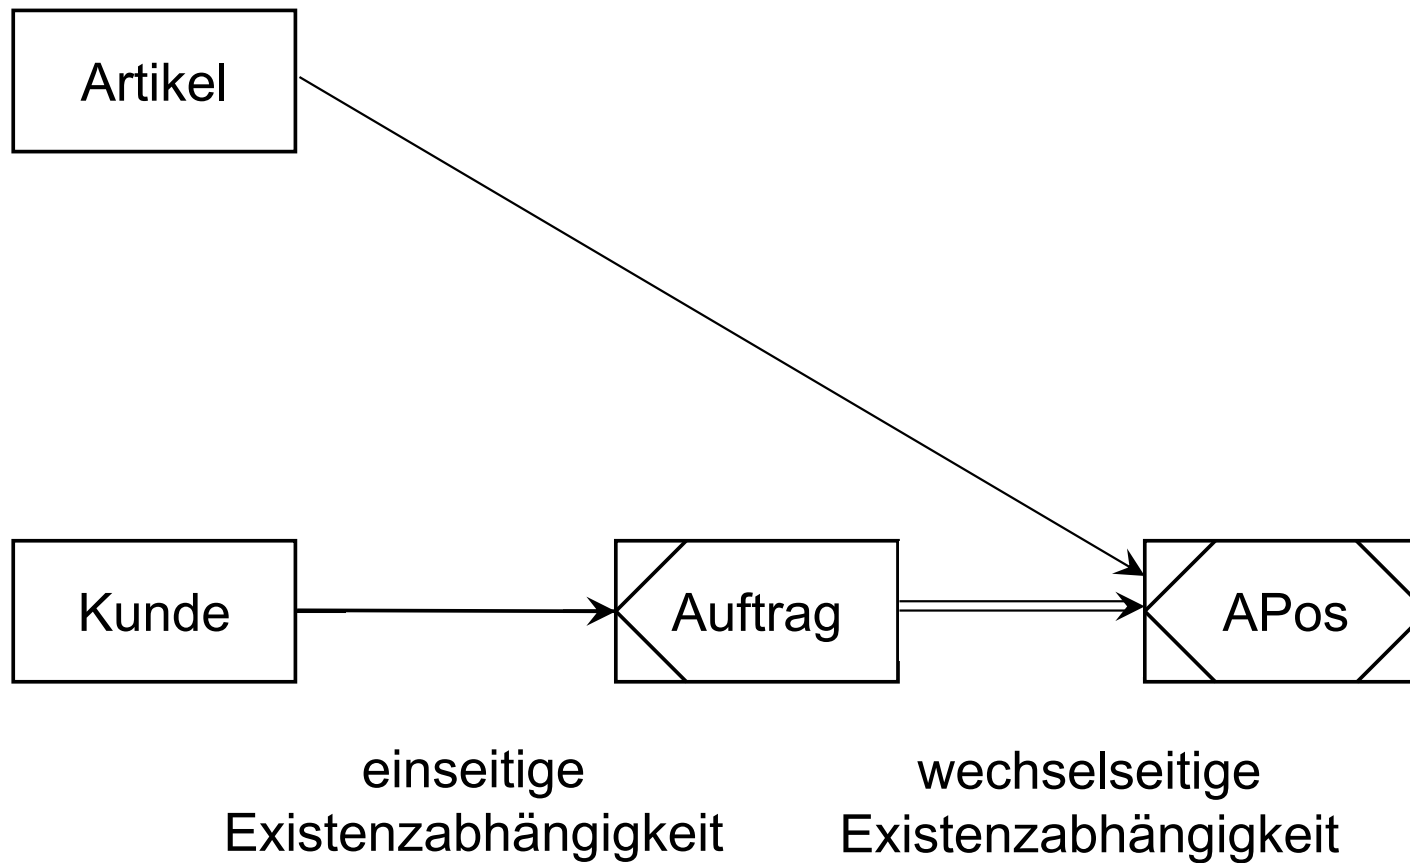 Artikel
Kunde
Auftrag
APos
einseitige
Existenzabhängigkeit
wechselseitige
Existenzabhängigkeit